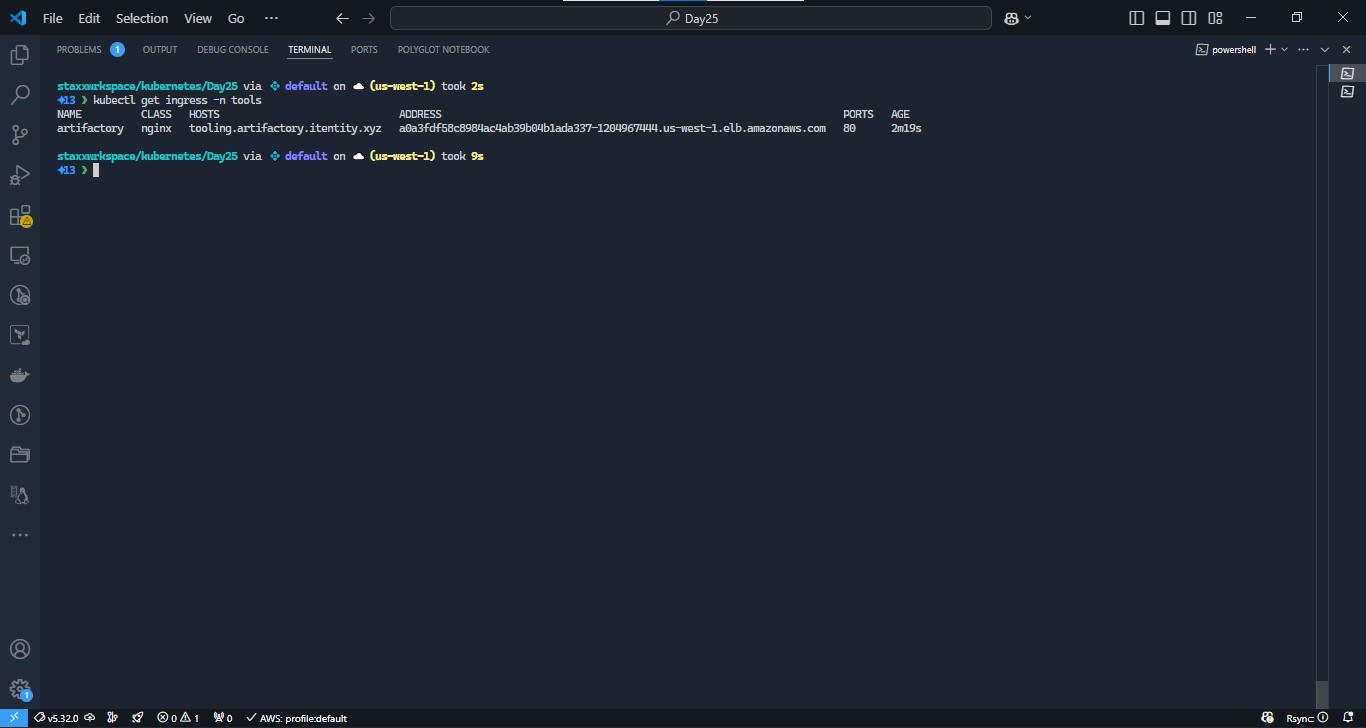 File Edit Selection View Go ··· Day25
PROBLEMS 1 OUTPUT DEBUG CONSOLE TERMINAL PORTS POLYGLOT NOTEBOOK powershell
staxxwrkspace/kubernetes/Day25 via default on (us-west-1) took 2s
13 ❯ kubectl get ingress -n tools
NAME CLASS HOSTS ADDRESS PORTS AGE
artifactory nginx tooling.artifactory.itentity.xyz a0a3fdf58c8984ac4ab39b04b1ada337-1204967444.us-west-1.elb.amazonaws.com 80 2m19s
staxxwrkspace/kubernetes/Day25 via default on (us-west-1) took 9s
13 ❯
1
v5.32.0 0 1 0 AWS: profile:default Rsync: